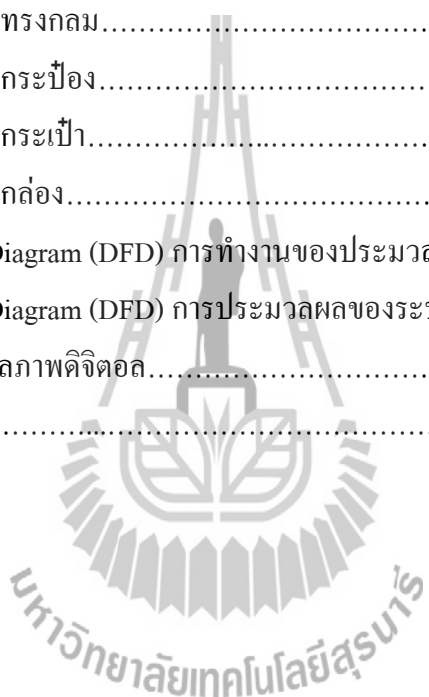 ทรงกลม……………………………
กระป๋อง……………………………
กระเป๋า………………..……………
กล่อง…………………………………
Diagram (DFD) การทำงานของประมวล
Diagram (DFD) การประมวลผลของระบ
ลภาพดิจิตอล……………………………
……………..……………………………
มหาวิทยาลัยเทคโนโลยีสุรนารี